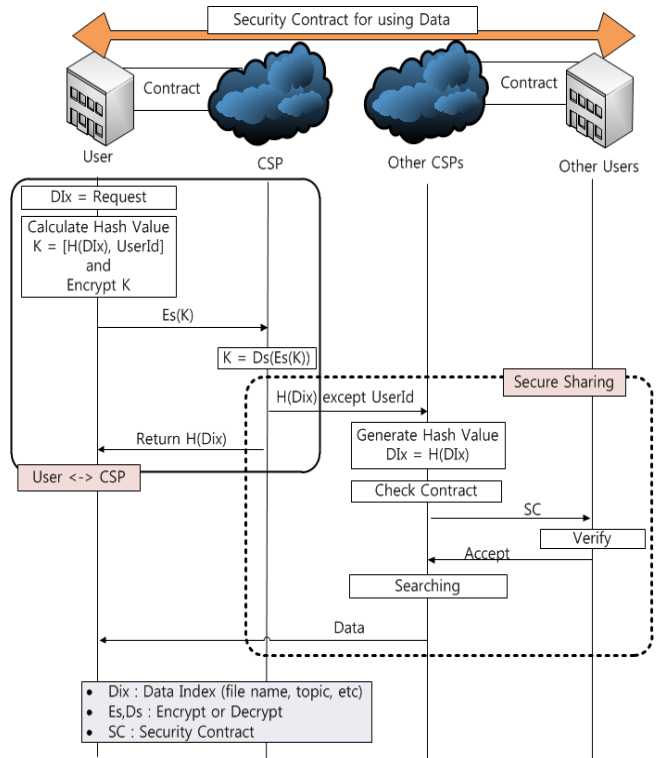 Security Contract for using Data
Contract
Contract
User
CSP
Other CSPs
Other Users
DIx = Request
Calculate Hash Value
K = [H(DIx), UserId]
and
Encrypt K
Es(K)
K = Ds(Es(K))
Secure Sharing
H(Dix) except UserId
Generate Hash Value
DIx = H(DIx)
Return H(Dix)
User <-> CSP
Check Contract
SC
Verify
Accept
Searching
Data
• Dix : Data Index (file name, topic, etc)
• Es,Ds : Encrypt or Decrypt
• SC : Security Contract